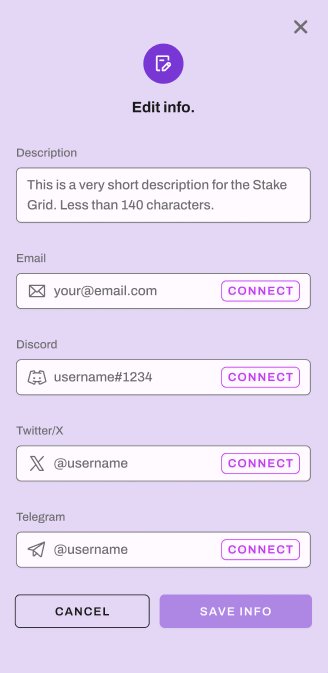 Edit info.
Description
This is a very short description for the Stake
Grid. Less than 140 characters.
Email
your@email.com CONNECT
Discord
username#1234 CONNECT
Twitter/X
@username CONNECT
Telegram
@username CONNECT
CANCEL SAVE INFO